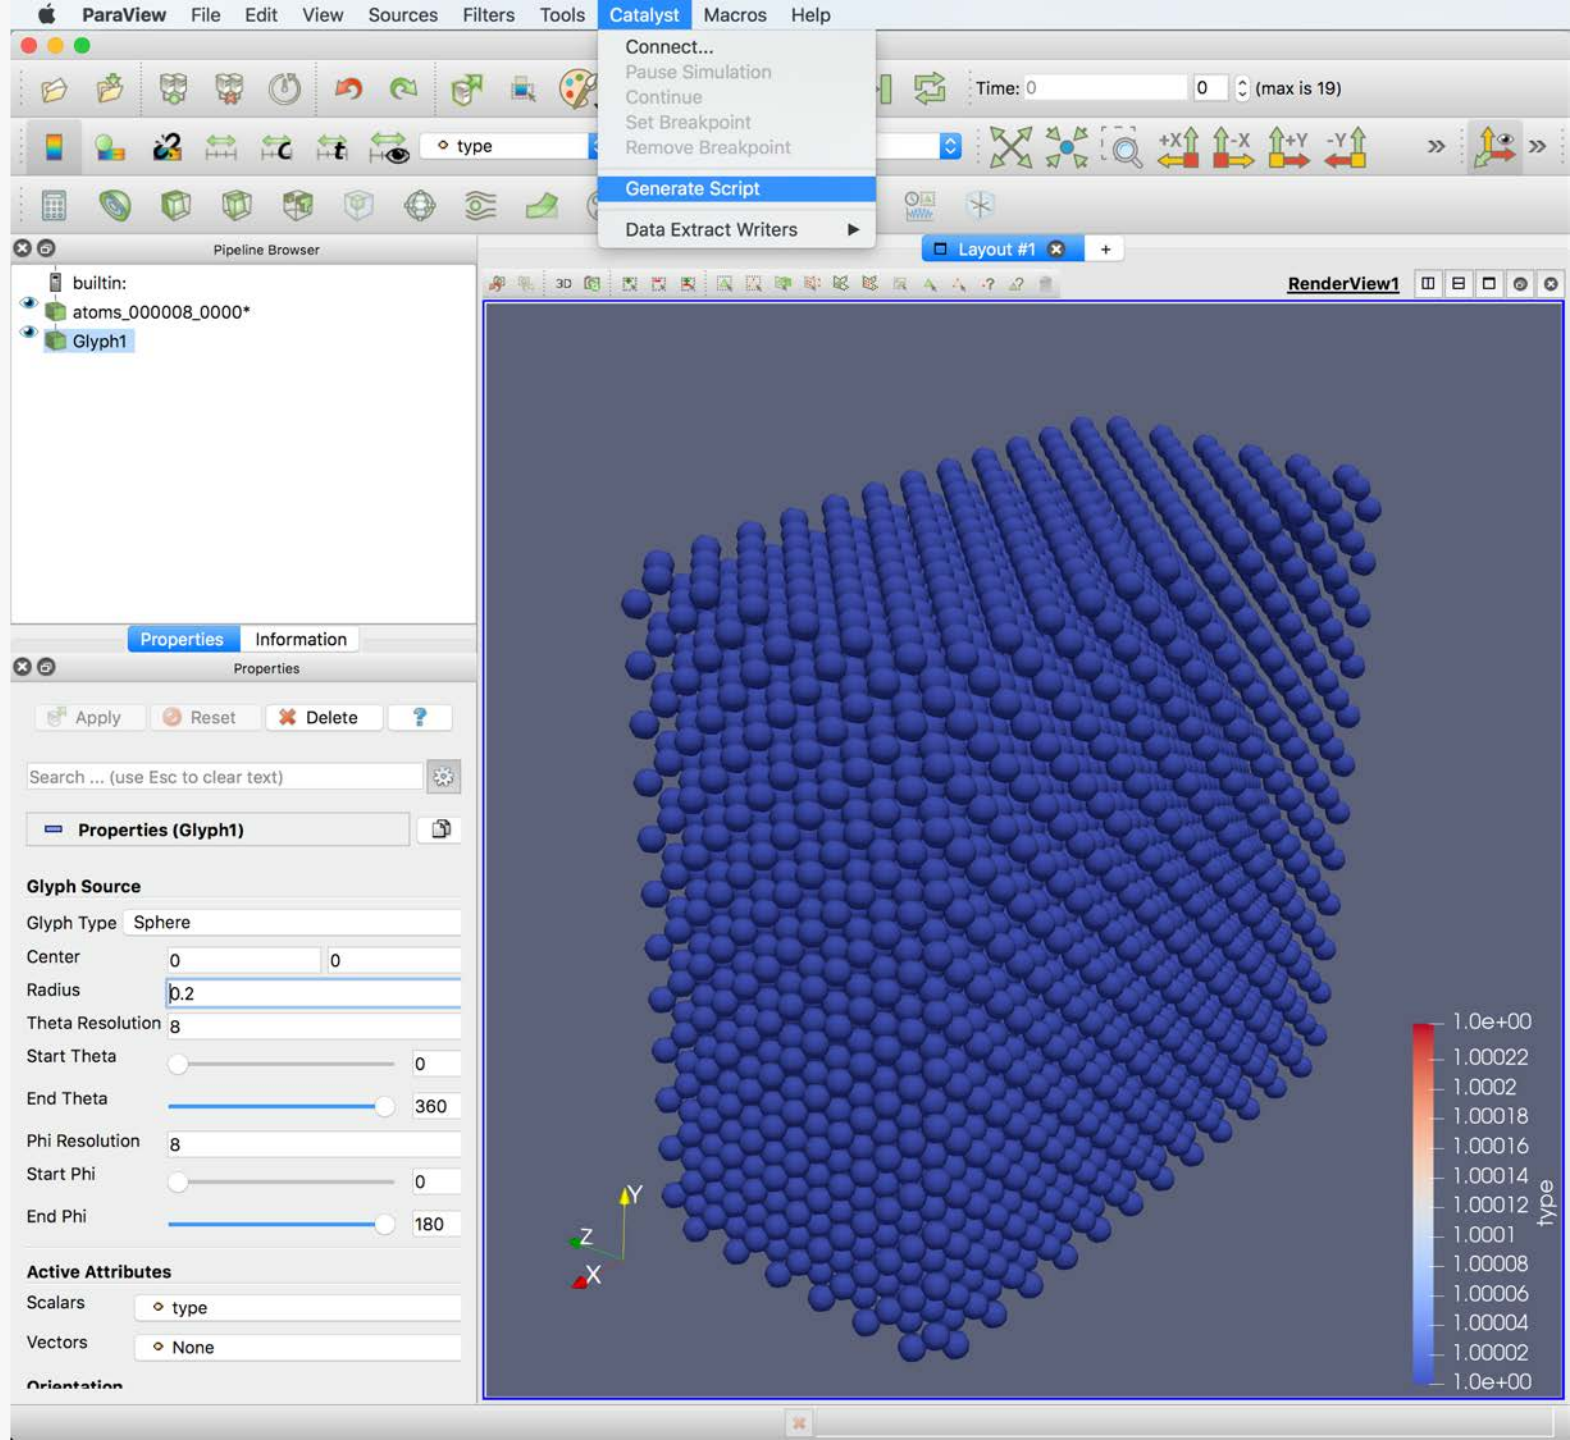 ParaView File Edit View Sources Filters Tools Catalyst Macros Help
Connect...
Pause Simulation
Continue
Set Breakpoint
Remove Breakpoint
Generate Script
Data Extract Writers
Time: 0 0 (max is 19)
type
+X -X +Y -Y
Pipeline Browser
builtin:
atoms_000008_0000*
Glyph1
Layout #1 +
3D
RenderView1
Properties Information
Properties
Apply Reset Delete ?
Search ... (use Esc to clear text)
Properties (Glyph1)
Glyph Source
Glyph Type Sphere
Center 0 0
Radius 0.2
Theta Resolution 8
Start Theta 0
End Theta 360
Phi Resolution 8
Start Phi 0
End Phi 180
Active Attributes
Scalars type
Vectors None
Orientation
Y
Z
X
1.0e+00
1.00022
1.0002
1.00018
1.00016
1.00014
1.00012
1.0001
1.00008
1.00006
1.00004
1.00002
1.0e+00
type